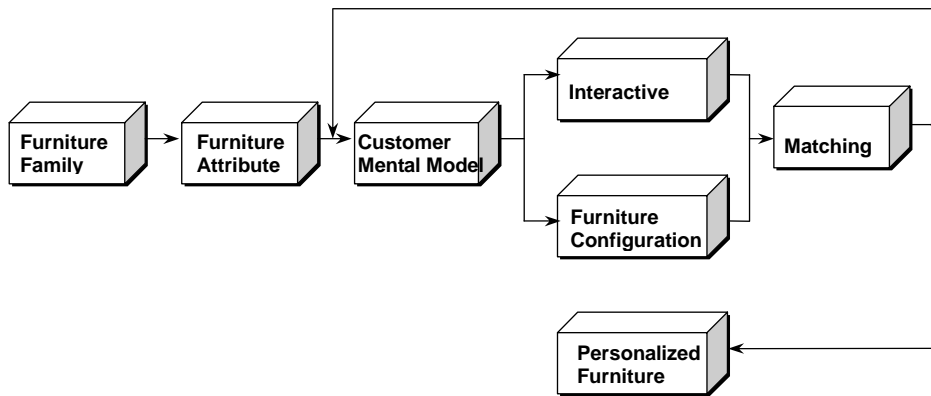 Furniture
Family
Furniture
Attribute
Customer
Mental Model
Interactive
Furniture
Configuration
Matching
Personalized
Furniture